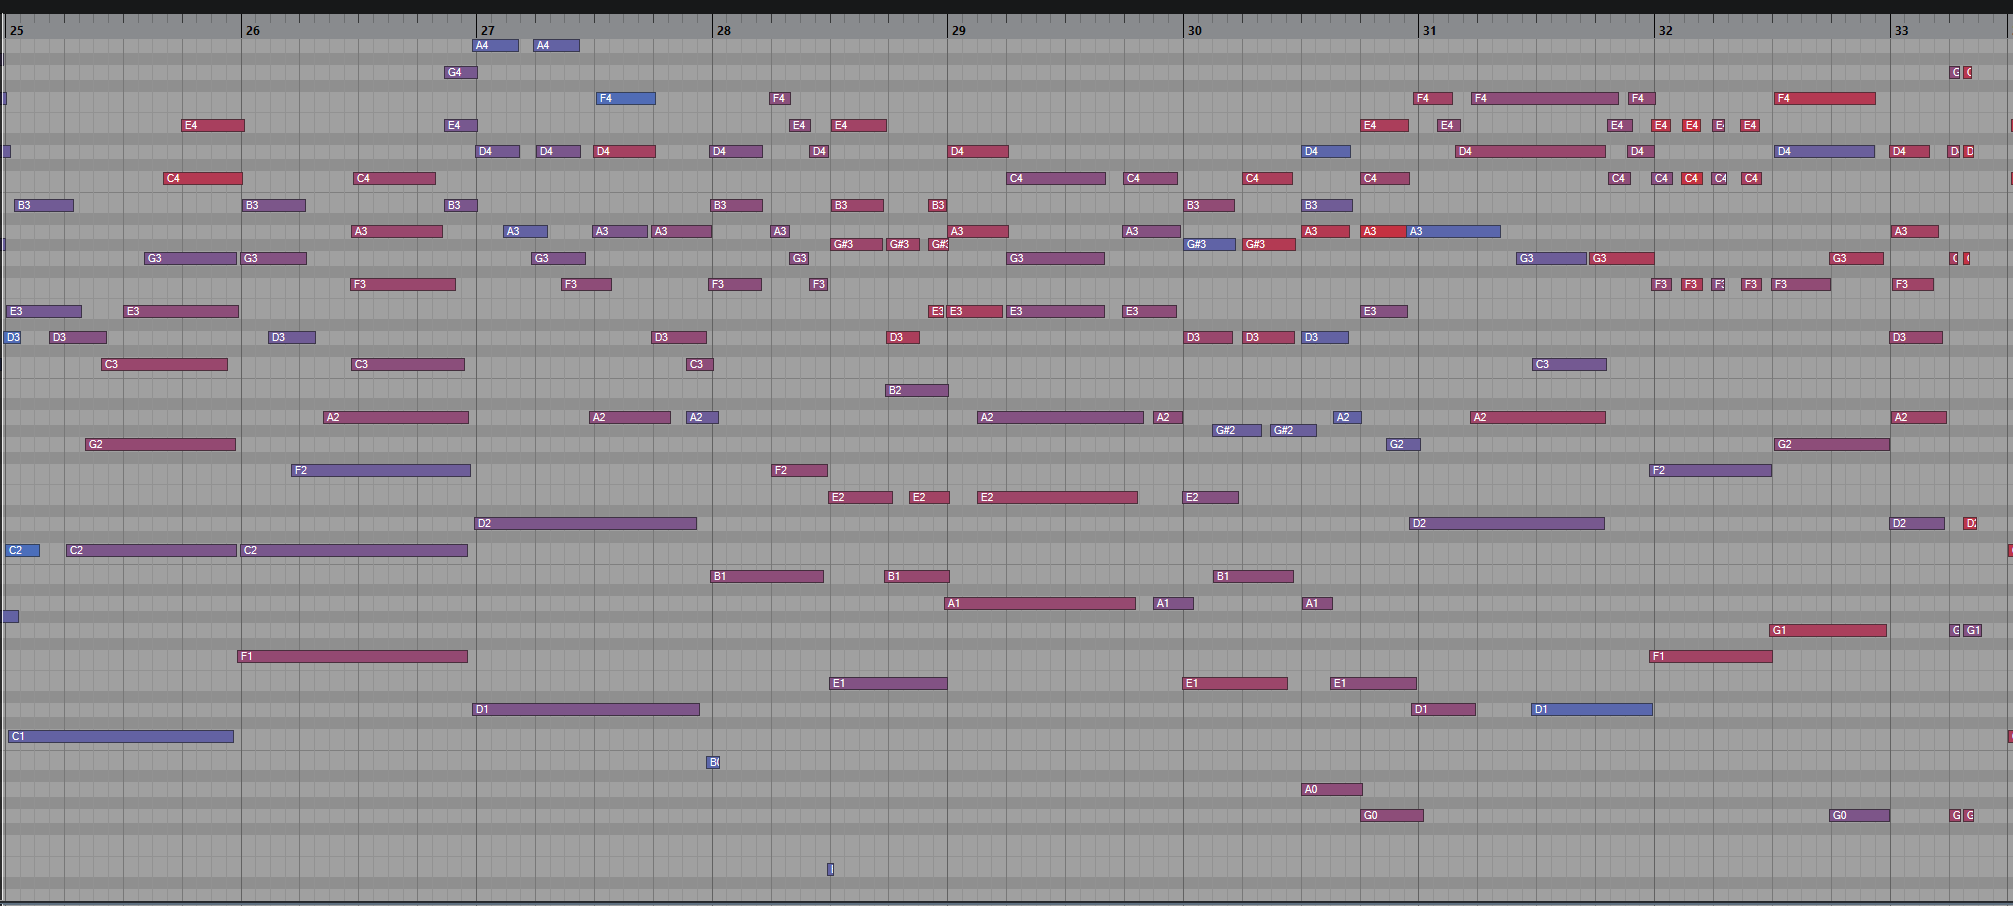 25 26 27 28 29 30 31 32 33
A4 A4
G4
F4 F4 F4 F4 F4 F4
E4 E4 E4 E4 E4 E4 E4 E4 E4 E4
D4 D4 D4 D4 D4 D4 D4 D4 D4 D4 D4
C4 C4 C4 C4 C4 C4 C4 C4 C4 C4 C4
B3 B3 B3 B3 B3 B3 B3 B3
A3 A3 A3 A3 A3 A3 A3 A3 A3 A3 A3
G#3 G#3 G#3 G#3
G3 G3 G3 G3 G3 G3 G3 G3
F3 F3 F3 F3 F3 F3 F3 F3 F3
E3 E3 E3 E3 E3 E3 E3
D3 D3 D3 D3 D3 D3 D3 D3 D3
C3 C3 C3 C3
B2
A2 A2 A2 A2 A2 A2 A2 A2
G#2 G#2
G2 G2 G2
F2 F2 F2
E2 E2 E2 E2
D2 D2 D2
C2 C2 C2
B1 B1 B1
A1 A1 A1
G1 G1
F1 F1
E1 E1 E1
D1 D1 D1
C1
A0
G0 G0